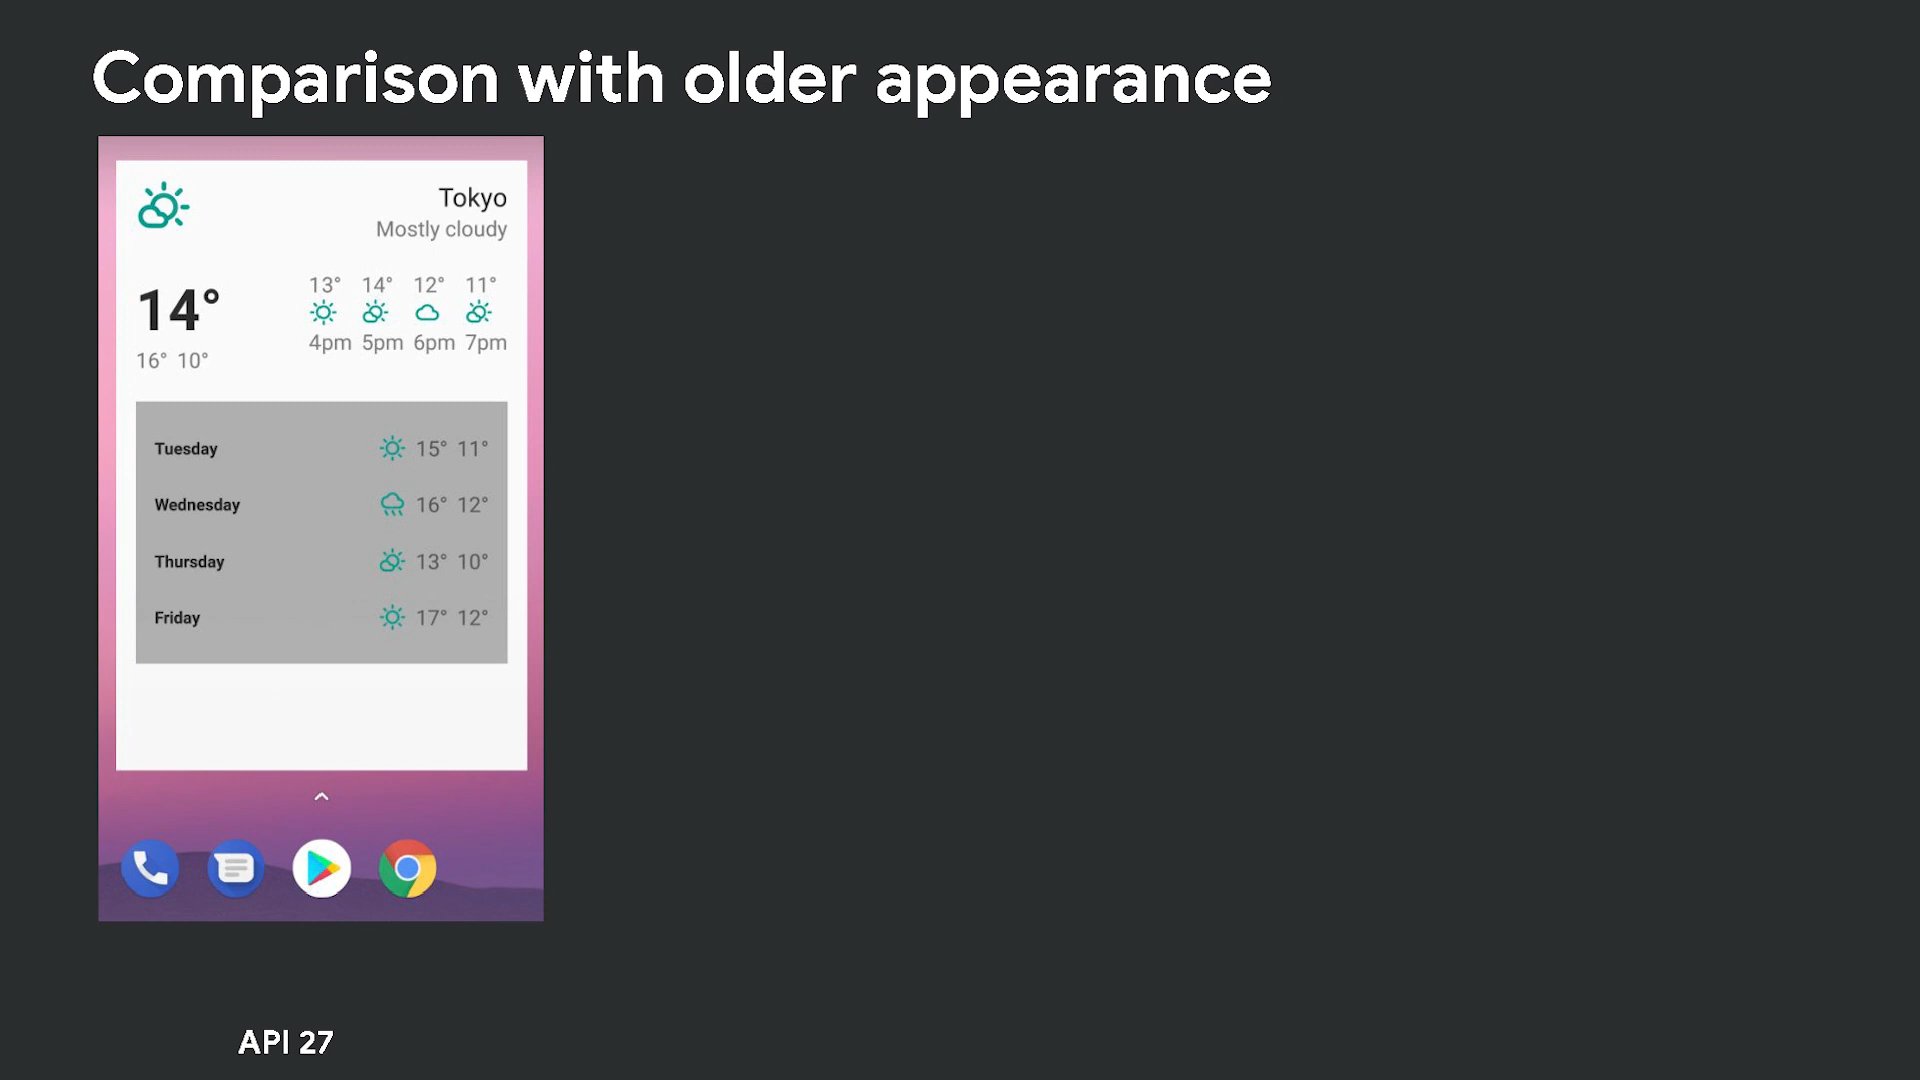 Comparison with older appearance
Tokyo
Mostly cloudy
13° 14° 12° 11°
14°
4pm 5pm 6pm 7pm
16° 10°
Tuesday 15° 11°
Wednesday 16° 12°
Thursday 13° 10°
Friday 17° 12°
API 27